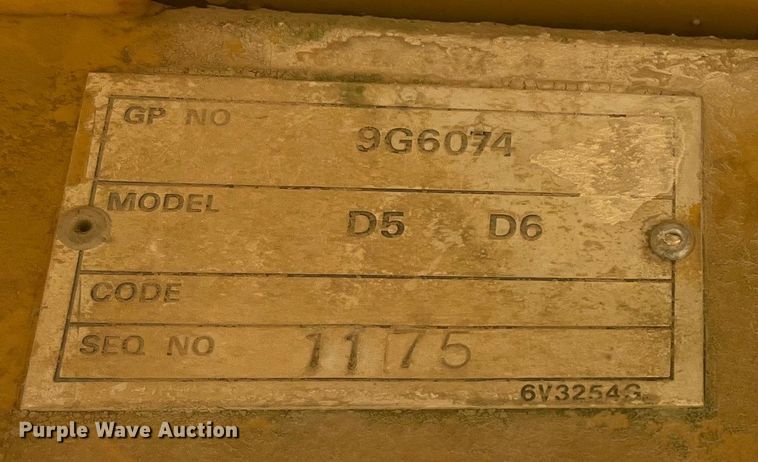 GP NO 9G6074
MODEL D5 D6
CODE
SEQ NO 1175
6V3254G
Purple Wave Auction